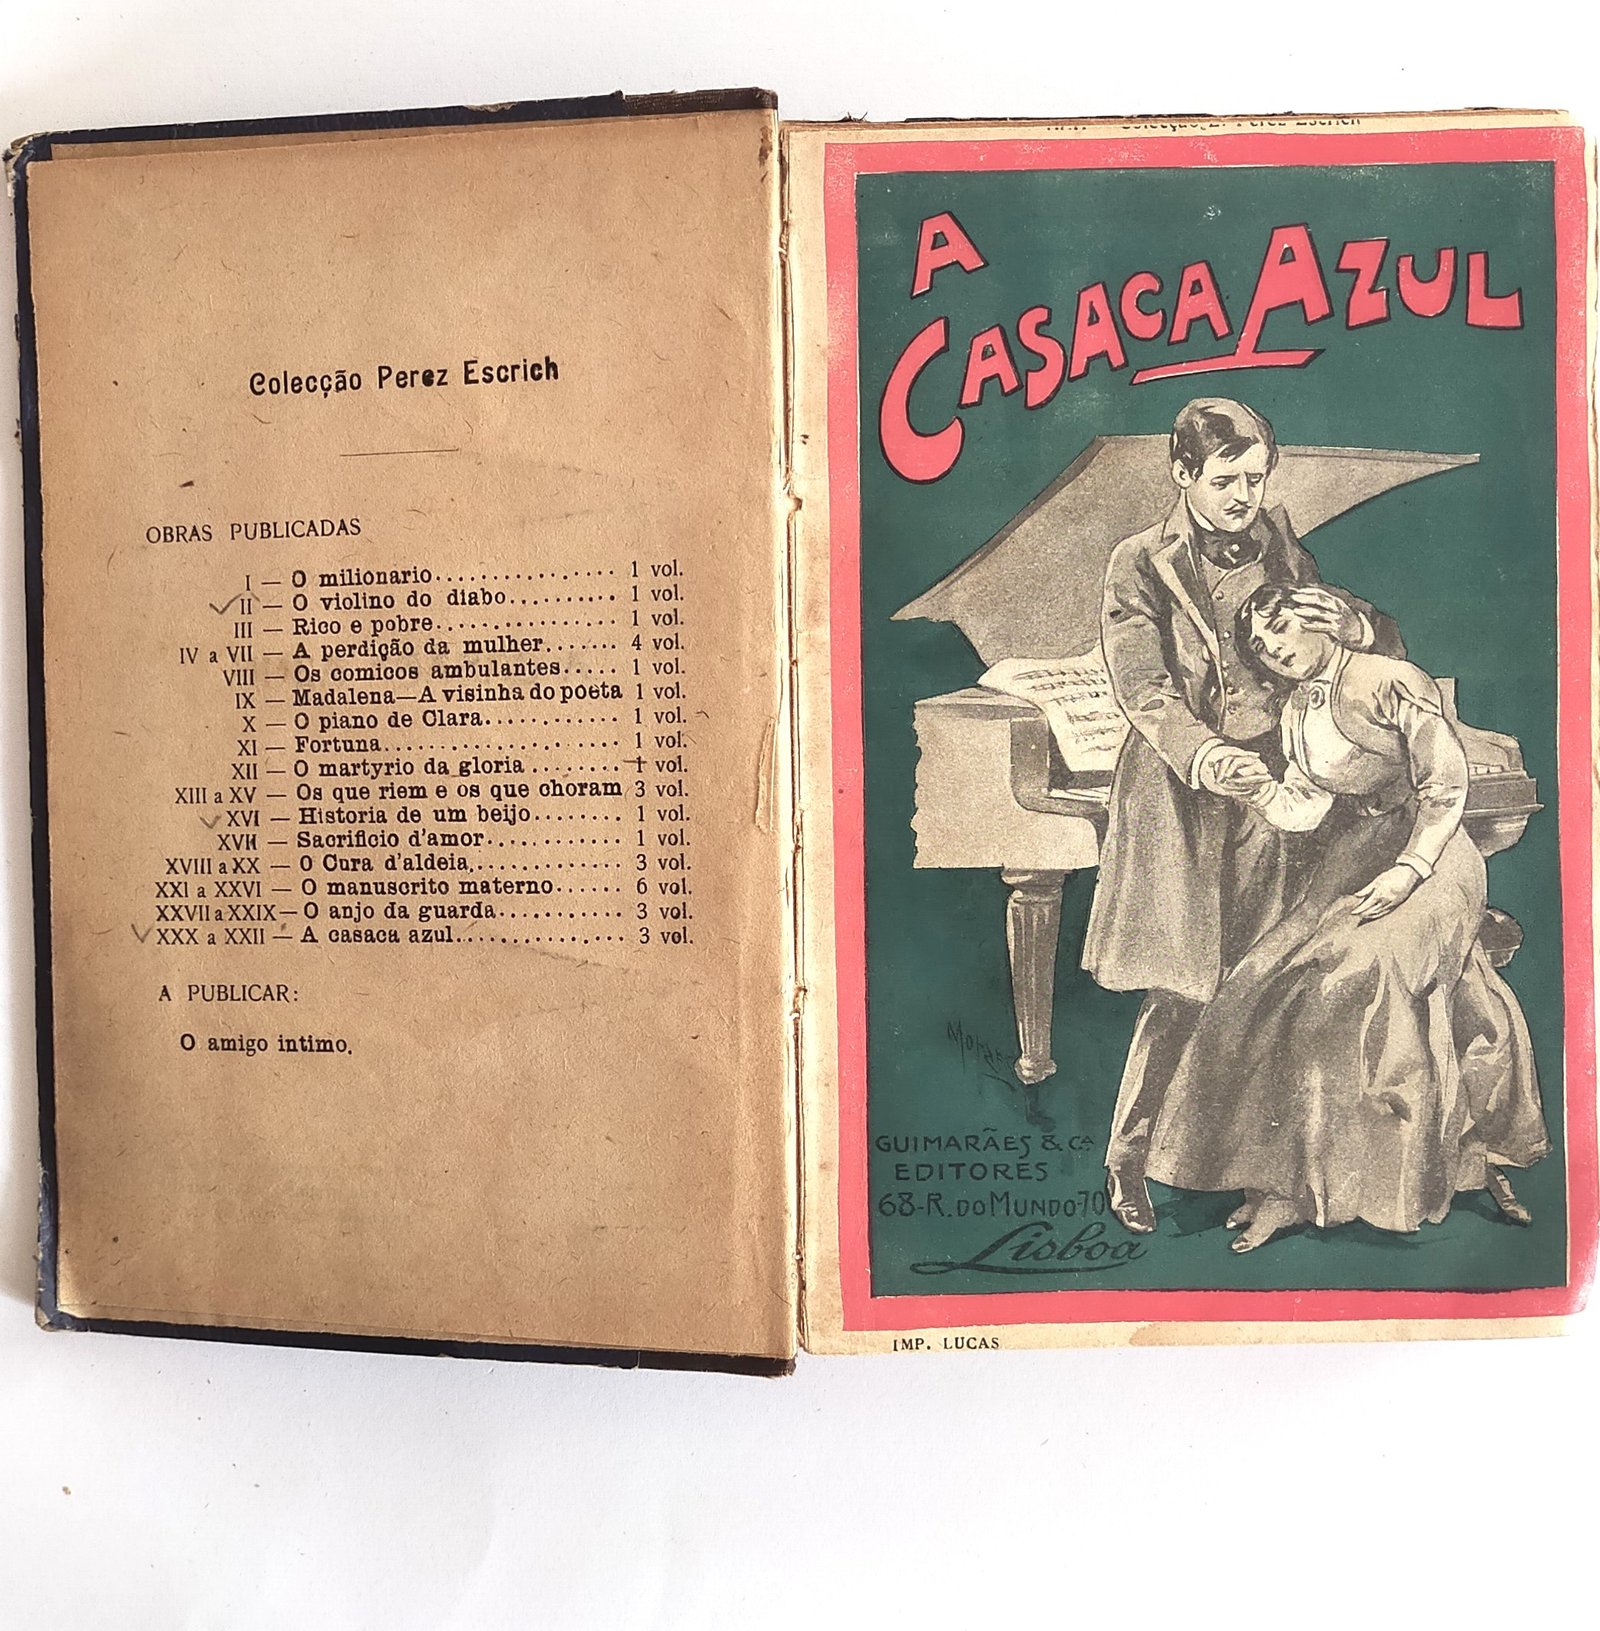 Colecção Perez Escrich
OBRAS PUBLICADAS
I — O milionario................ 1 vol.
II — O violino do diabo.......... 1 vol.
III — Rico e pobre................ 1 vol.
IV a VII — A perdição da mulher....... 4 vol.
VIII — Os comicos ambulantes..... 1 vol.
IX — Madalena—A visinha do poeta 1 vol.
X — O piano de Clara............ 1 vol.
XI — Fortuna..................... 1 vol.
XII — O martyrio da gloria ........ 1 vol.
XIII a XV — Os que riem e os que choram 3 vol.
XVI — Historia de um beijo........ 1 vol.
XVII — Sacrificio d'amor............ 1 vol.
XVIII a XX — O Cura d'aldeia.............. 3 vol.
XXI a XXVI — O manuscrito materno...... 6 vol.
XXVII a XXIX — O anjo da guarda........... 3 vol.
XXX a XXII — A casaca azul............... 3 vol.
A PUBLICAR:
O amigo intimo.
Colecção E. Perez Escrich
A
CASACA AZUL
GUIMARÃES & CA
EDITORES
68-R. DO MUNDO-70
Lisboa
IMP. LUCAS